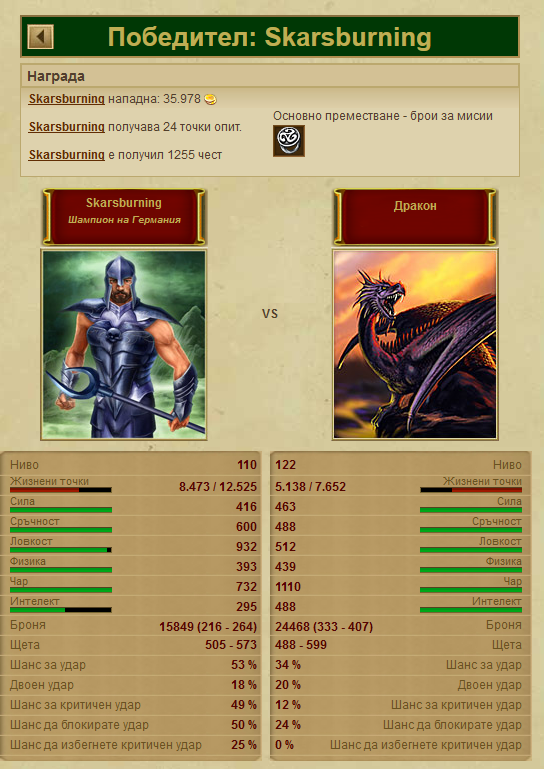 Победител: Skarsburning
Награда
Skarsburning нападна: 35.978
Skarsburning получава 24 точки опит.
Skarsburning е получил 1255 чест
Основно преместване - брои за мисии
Skarsburning
Шампион на Германия
VS
Дракон
Ниво 110 122 Ниво
Жизнени точки 8.473 / 12.525 5.138 / 7.652 Жизнени точки
Сила 416 463 Сила
Сръчност 600 488 Сръчност
Ловкост 932 512 Ловкост
Физика 393 439 Физика
Чар 732 1110 Чар
Интелект 295 488 Интелект
Броня 15849 (216 - 264) 24468 (333 - 407) Броня
Щета 505 - 573 488 - 599 Щета
Шанс за удар 53 % 34 % Шанс за удар
Двоен удар 18 % 20 % Двоен удар
Шанс за критичен удар 49 % 12 % Шанс за критичен удар
Шанс да блокирате удар 50 % 24 % Шанс да блокирате удар
Шанс да избегнете критичен удар 25 % 0 % Шанс да избегнете критичен удар